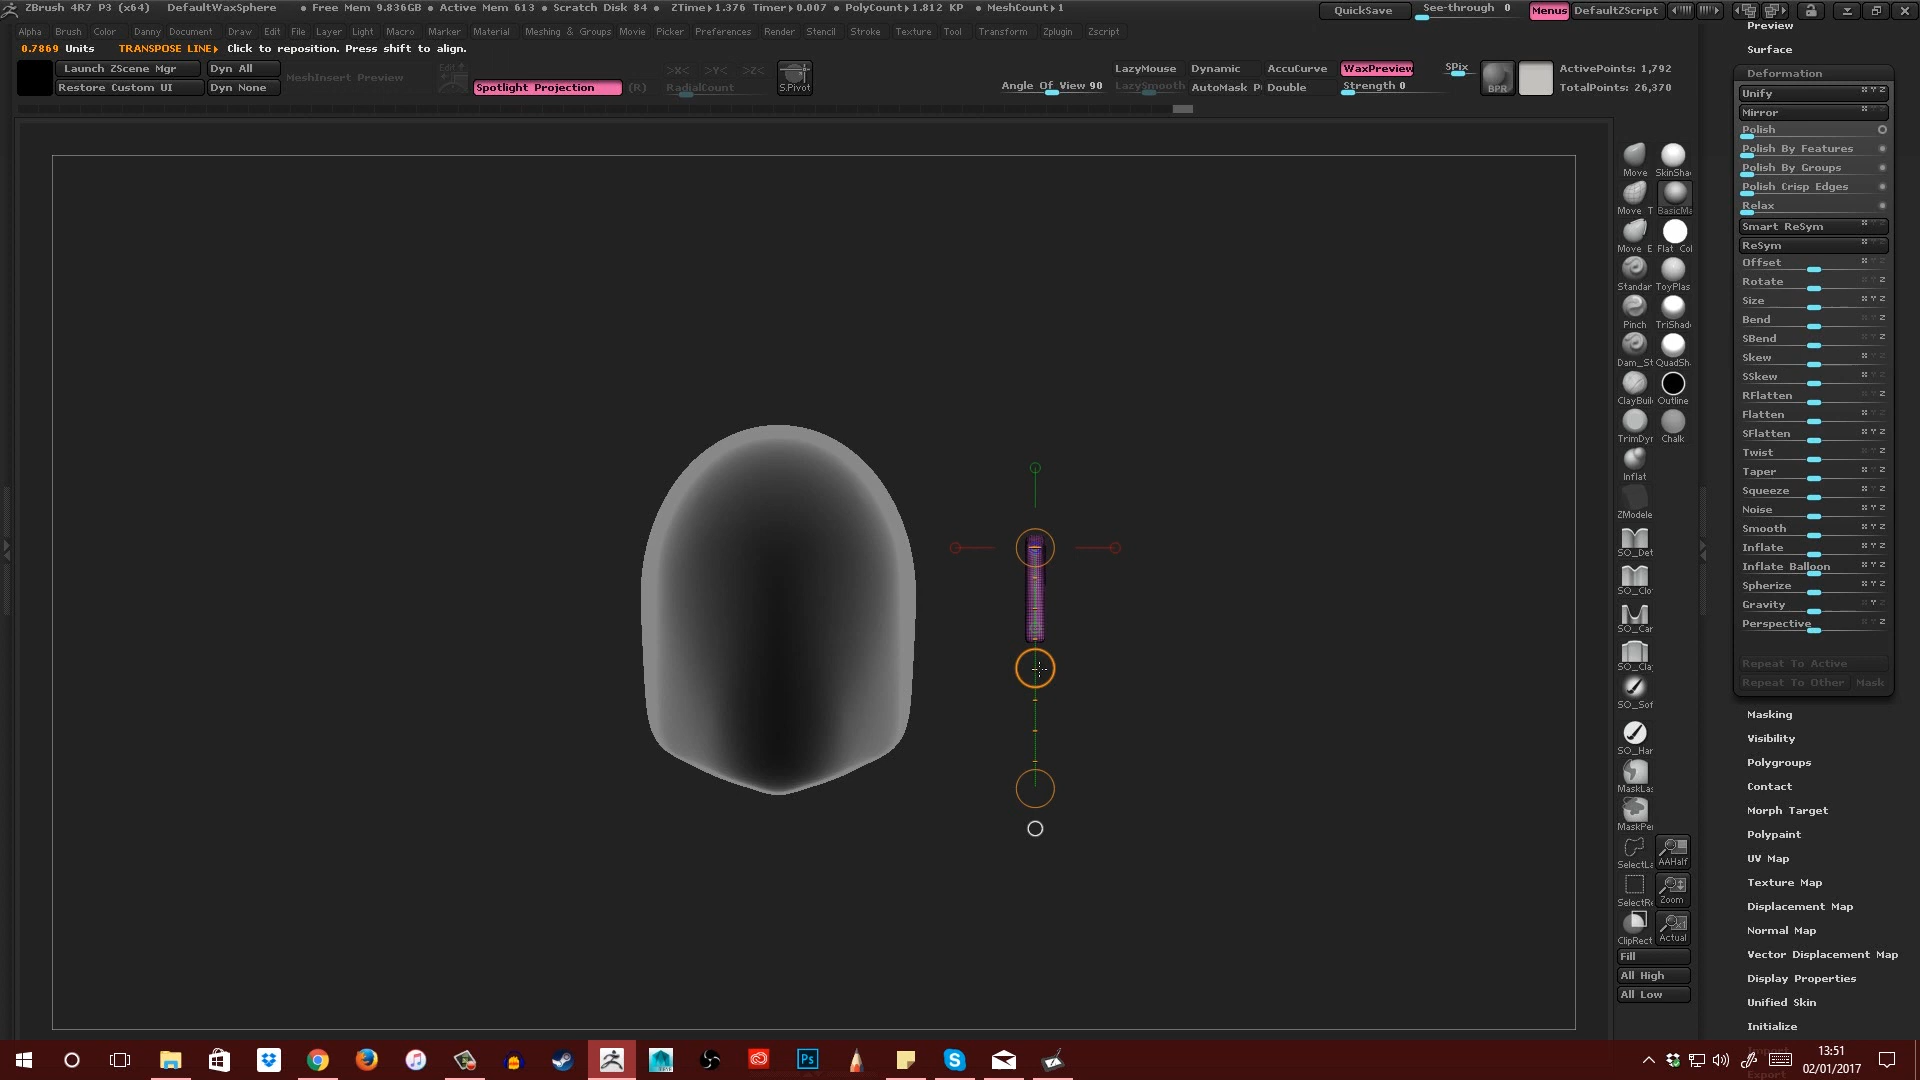 ZBrush 4R7 P3 (x64) DefaultWaxSphere • Free Mem 9.836GB • Active Mem 613 • Scratch Disk 84 • ZTime▸1.376 Timer▸0.007 • PolyCount▸1.812 KP • MeshCount▸1
QuickSave See-through 0 Menus DefaultZScript
Alpha Brush Color Danny Document Draw Edit File Layer Light Macro Marker Material Meshing & Groups Movie Picker Preferences Render Stencil Stroke Texture Tool Transform Zplugin Zscript
0.7869 Units TRANSPOSE LINE▸ Click to reposition. Press shift to align.
Launch ZScene Mgr Dyn All
Restore Custom UI Dyn None
MeshInsert Preview
Edit
Spotlight Projection (R)
>X< >Y< >Z<
RadialCount
S.Pivot
Angle Of View 90
LazyMouse Dynamic AccuCurve WaxPreview
LazySmooth AutoMask P Double Strength 0
SPix
BPR
ActivePoints: 1,792
TotalPoints: 26,370
Move SkinSha
Move T BasicMa
Move E Flat Col
Standar ToyPlas
Pinch TriShad
Dam_St QuadSh
ClayBuil Outline
TrimDyn Chalk
Inflat
ZModele
SO_Det
SO_Clo
SO_Car
SO_Cla
SO_Sof
SO_Har
MaskLas
MaskPe
SelectLa AAHalf
SelectRe Zoom
ClipRect Actual
Fill
All High
All Low
Preview
Surface
Deformation
Unify
Mirror
Polish
Polish By Features
Polish By Groups
Polish Crisp Edges
Relax
Smart ReSym
ReSym
Offset
Rotate
Size
Bend
SBend
Skew
SSkew
RFlatten
Flatten
SFlatten
Twist
Taper
Squeeze
Noise
Smooth
Inflate
Inflate Balloon
Spherize
Gravity
Perspective
Repeat To Active
Repeat To Other Mask
Masking
Visibility
Polygroups
Contact
Morph Target
Polypaint
UV Map
Texture Map
Displacement Map
Normal Map
Vector Displacement Map
Display Properties
Unified Skin
Initialize
Export
Ps
13:51
02/01/2017